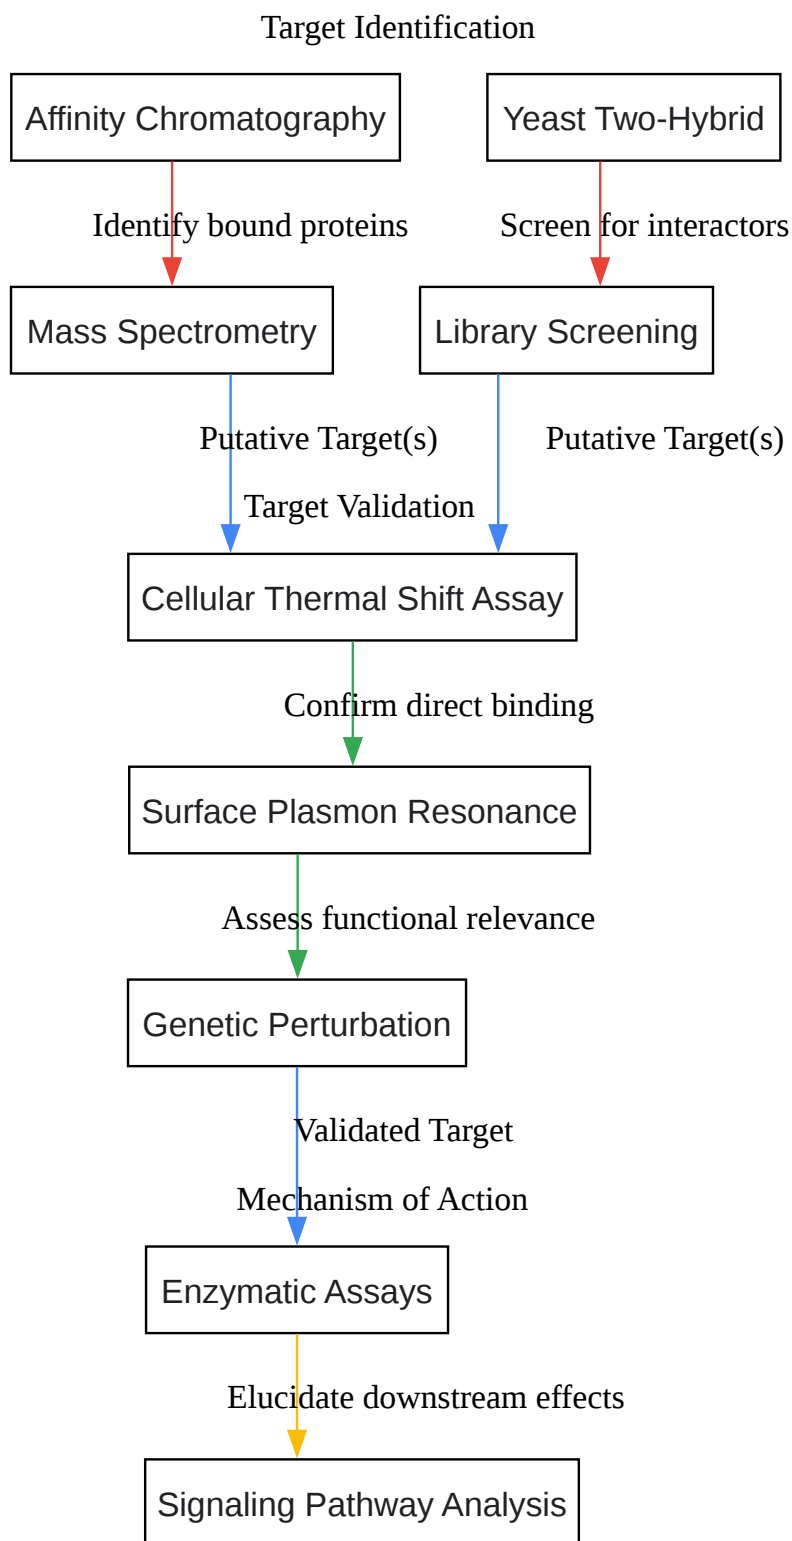 Target Identification
Affinity Chromatography
Yeast Two-Hybrid
Identify bound proteins
Screen for interactors
Mass Spectrometry
Library Screening
Putative Target(s)
Putative Target(s)
Target Validation
Cellular Thermal Shift Assay
Confirm direct binding
Surface Plasmon Resonance
Assess functional relevance
Genetic Perturbation
Validated Target
Mechanism of Action
Enzymatic Assays
Elucidate downstream effects
Signaling Pathway Analysis